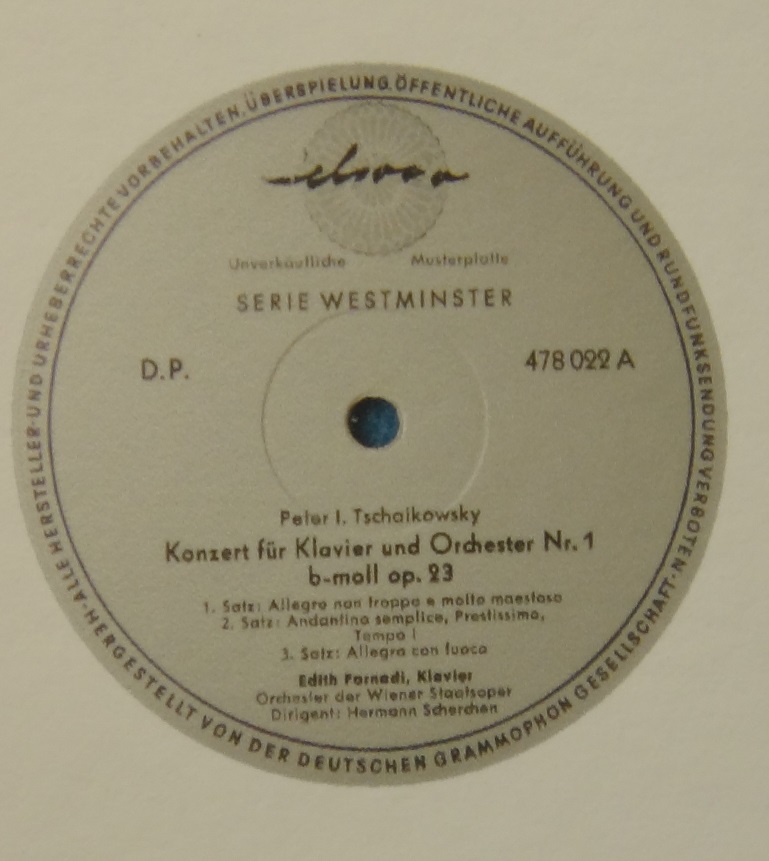 elite
Unverkäufliche Musterplatte
SERIE WESTMINSTER
D.P.
478 022 A
Peter I. Tschaikowsky
Konzert für Klavier und Orchester Nr. 1
b-moll op. 23
1. Satz: Allegro non troppo e molto maestoso
2. Satz: Andantino semplice, Prestissimo,
Tempo I
3. Satz: Allegro con fuoco
Edith Farnadi, Klavier
Orchester der Wiener Staatsoper
Dirigent: Hermann Scherchen
·ALLE HERSTELLER-UND URHEBERRECHTE VORBEHALTEN.ÜBERSPIELUNG.ÖFFENTLICHE AUFFÜHRUNG UND RUNDFUNKSENDUNG VERBOTEN·
HERGESTELLT VON DER DEUTSCHEN GRAMMOPHON GESELLSCHAFT·